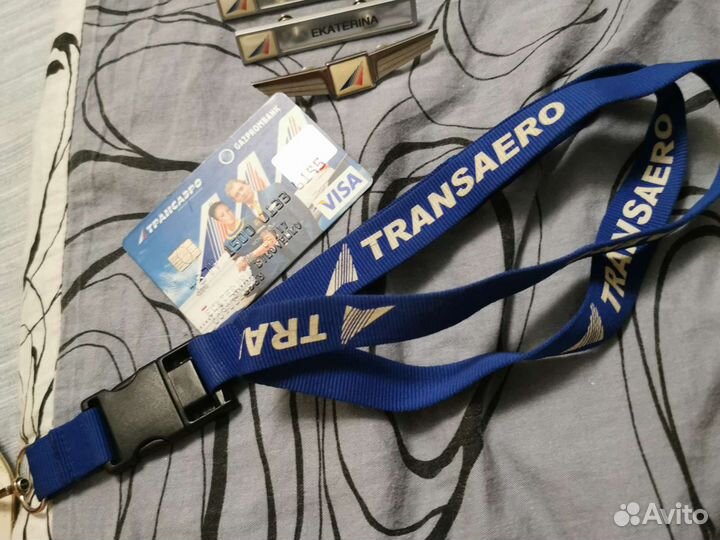 EKATERINA
ТРАНСАЭРО
GAZPROMBANK
VISA
TRANSAERO
TRANSAERO
TRA
Avito